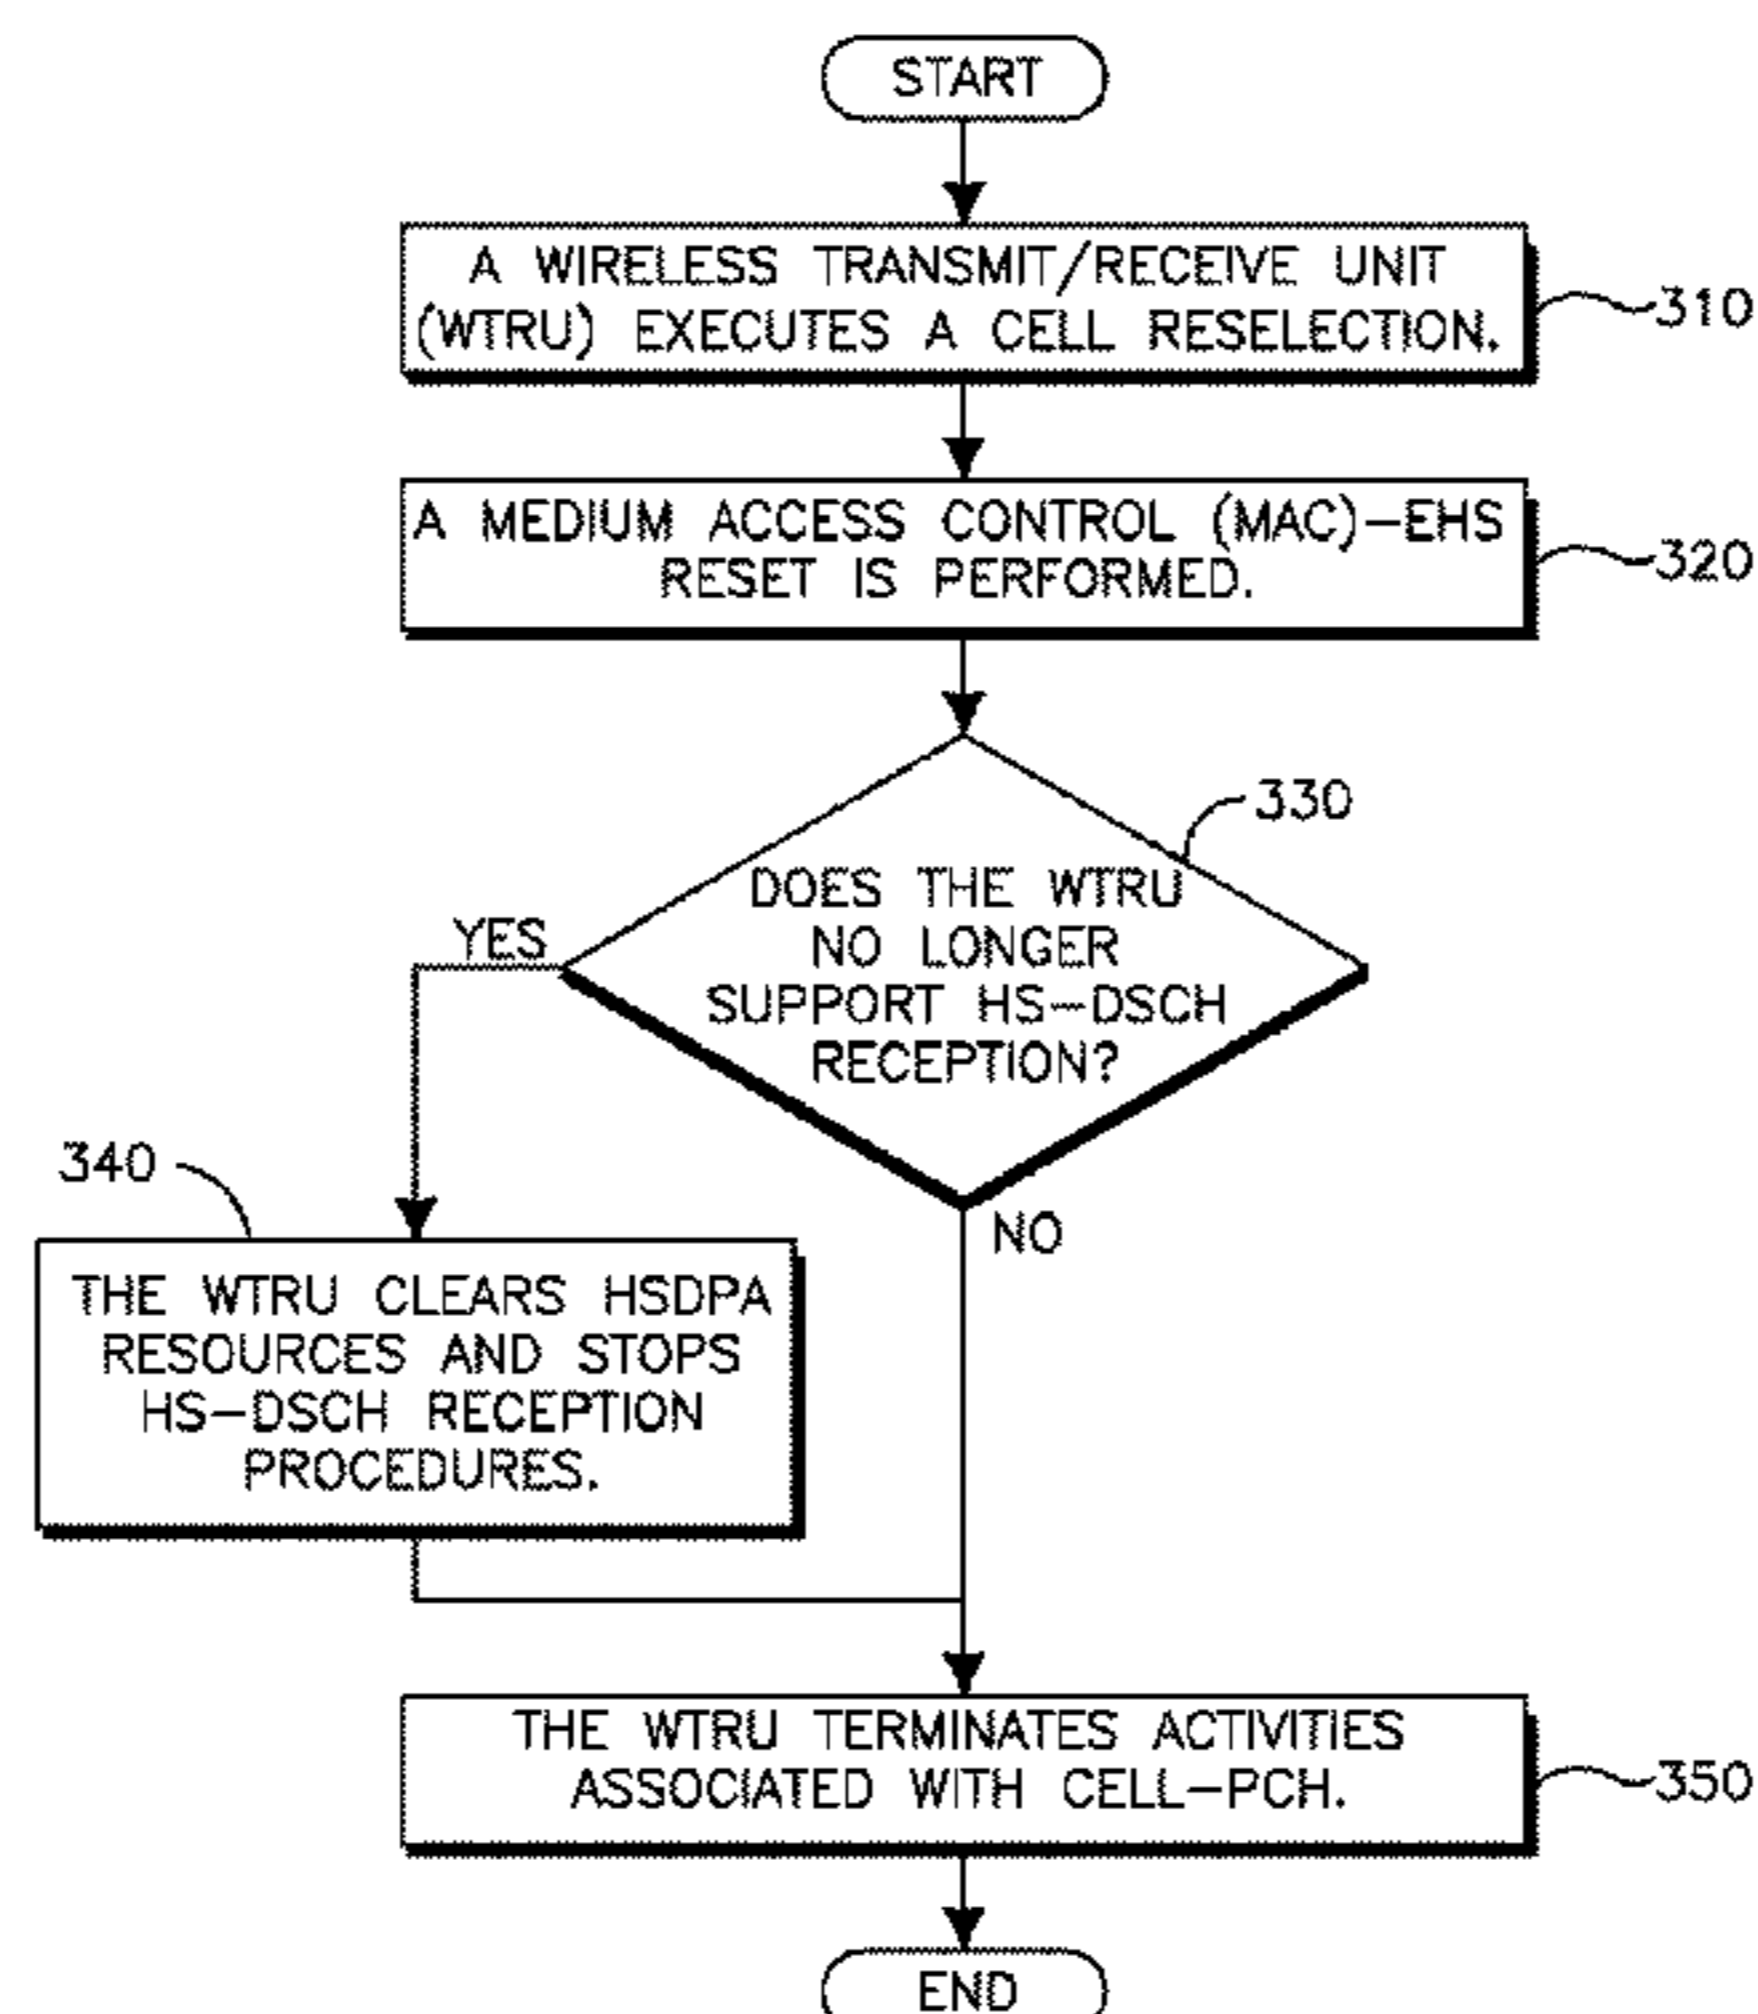 START
A WIRELESS TRANSMIT/RECEIVE UNIT
(WTRU) EXECUTES A CELL RESELECTION.
310
A MEDIUM ACCESS CONTROL (MAC)-EHS
RESET IS PERFORMED.
320
330
DOES THE WTRU
NO LONGER
SUPPORT HS-DSCH
RECEPTION?
YES
NO
340
THE WTRU CLEARS HSDPA
RESOURCES AND STOPS
HS-DSCH RECEPTION
PROCEDURES.
THE WTRU TERMINATES ACTIVITIES
ASSOCIATED WITH CELL-PCH.
350
END